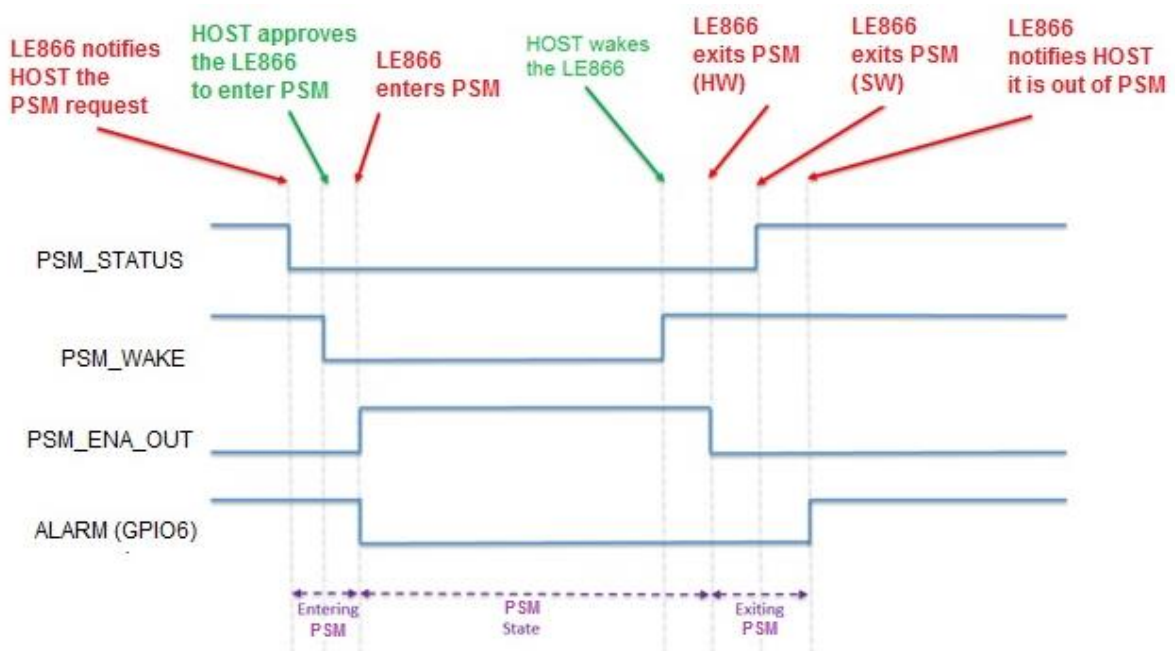 LE866 notifies
HOST the
PSM request
HOST approves
the LE866
to enter PSM
LE866
enters PSM
HOST wakes
the LE866
LE866
exits PSM
(HW)
LE866
exits PSM
(SW)
LE866
notifies HOST
it is out of PSM
PSM_STATUS
PSM_WAKE
PSM_ENA_OUT
ALARM (GPIO6)
Entering
PSM
PSM
State
Exiting
PSM